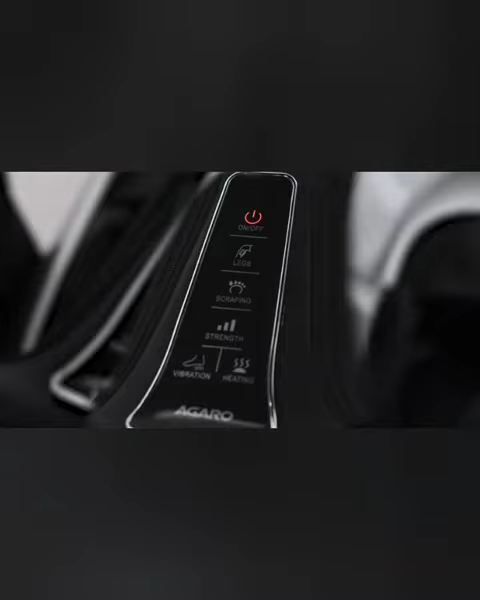 ON/OFF
LEGS
SCRAPING
STRENGTH
VIBRATION HEATING
AGARO